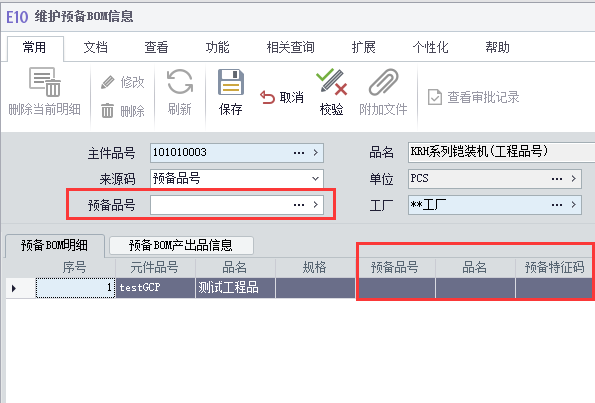 E10 维护预备BOM信息
常用 文档 查看 功能 相关查询 扩展 个性化 帮助
删除当前明细 修改 删除 刷新 保存 取消 校验 附加文件 查看审批记录
主件品号 101010003 ··· 品名 KRH系列铠装机(工程品号)
来源码 预备品号 单位 PCS ···
预备品号 ··· 工厂 **工厂 ···
预备BOM明细 预备BOM产出品信息
序号 元件品号 品名 规格 预备品号 品名 预备特征码
1 testGCP 测试工程品